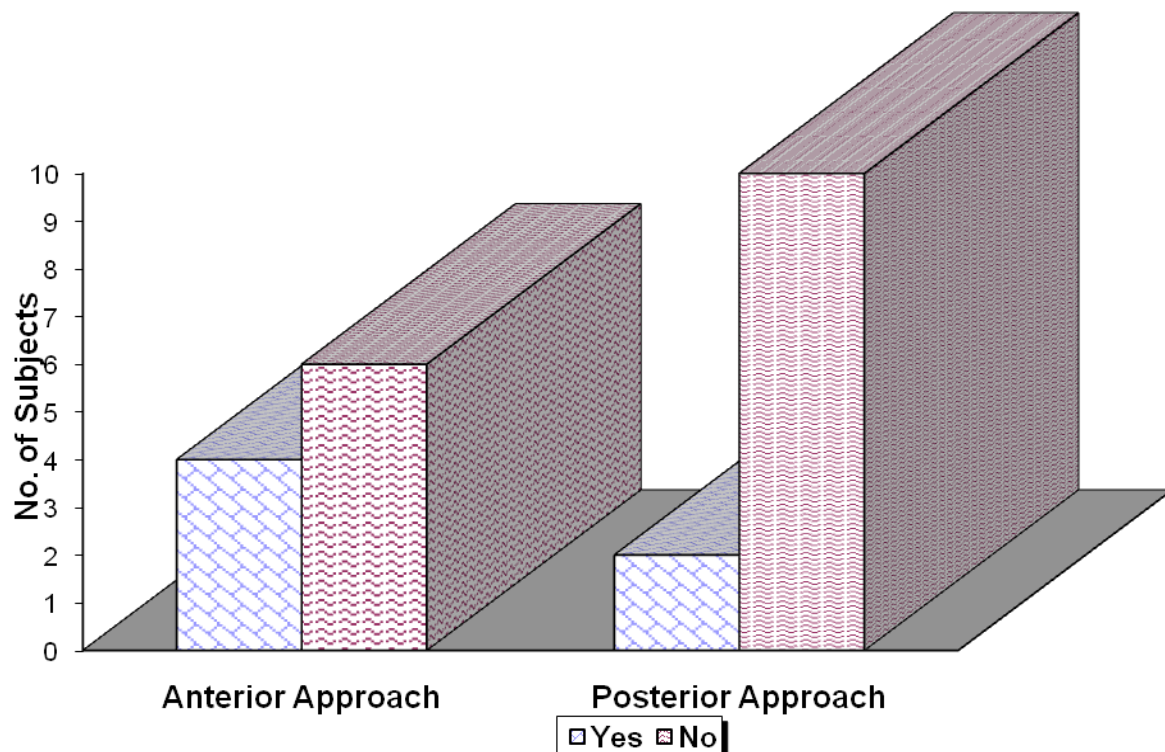 No. of Subjects
10
9
8
7
6
5
4
3
2
1
0
Anterior Approach
Posterior Approach
Yes No